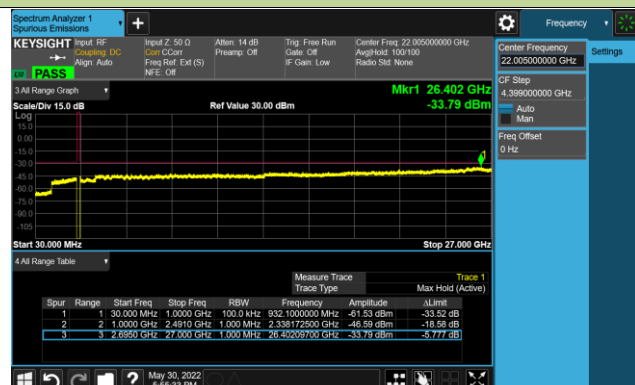 Spectrum Analyzer 1
Spurious Emissions
Frequency
KEYSIGHT Input: RF Input Z: 50 Ω Atten: 14 dB Trig: Free Run Center Freq: 22.005000000 GHz
Coupling: DC Corr CCorr Preamp: Off Gate: Off Avg|Hold: 100/100
Align: Auto Freq Ref: Ext (S) IF Gain: Low Radio Std: None
NFE: Off
PASS
Center Frequency
22.005000000 GHz
Settings
CF Step
4.399000000 GHz
Auto
Man
Freq Offset
0 Hz
3 All Range Graph
Mkr1 26.402 GHz
Scale/Div 15.0 dB Ref Value 30.00 dBm -33.79 dBm
Log
15.0
0.00
-15.0
-30.0
-45.0
-60.0
-75.0
-90.0
-105
1
Start 30.000 MHz Stop 27.000 GHz
4 All Range Table
Measure Trace Trace 1
Trace Type Max Hold (Active)
Spur Range Start Freq Stop Freq RBW Frequency Amplitude ΔLimit
1 1 30.000 MHz 1.0000 GHz 100.0 kHz 932.1000000 MHz -61.53 dBm -33.52 dB
2 2 1.0000 GHz 2.4910 GHz 1.000 MHz 2.338172500 GHz -46.59 dBm -18.58 dB
3 3 2.6950 GHz 27.000 GHz 1.000 MHz 26.40209700 GHz -33.79 dBm -5.777 dB
? May 30, 2022
5:55:33 PM